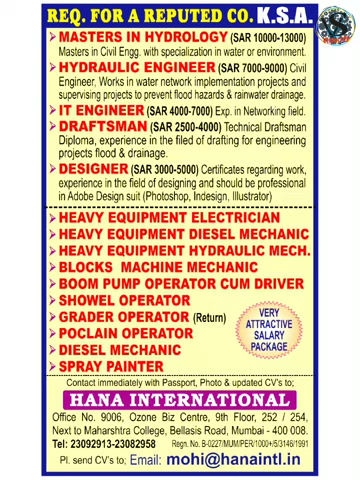 REQ. FOR A REPUTED CO. K.S.A.
➤ MASTERS IN HYDROLOGY (SAR 10000-13000)
Masters in Civil Engg. with specialization in water or environment.
➤ HYDRAULIC ENGINEER (SAR 7000-9000) Civil
Engineer, Works in water network implementation projects and
supervising projects to prevent flood hazards & rainwater drainage.
➤ IT ENGINEER (SAR 4000-7000) Exp. in Networking field.
➤ DRAFTSMAN (SAR 2500-4000) Technical Draftsman
Diploma, experience in the filed of drafting for engineering
projects flood & drainage.
➤ DESIGNER (SAR 3000-5000) Certificates regarding work,
experience in the field of designing and should be professional
in Adobe Design suit (Photoshop, Indesign, Illustrator)
➤ HEAVY EQUIPMENT ELECTRICIAN
➤ HEAVY EQUIPMENT DIESEL MECHANIC
➤ HEAVY EQUIPMENT HYDRAULIC MECH.
➤ BLOCKS MACHINE MECHANIC
➤ BOOM PUMP OPERATOR CUM DRIVER
➤ SHOWEL OPERATOR
➤ GRADER OPERATOR (Return)
➤ POCLAIN OPERATOR
➤ DIESEL MECHANIC
➤ SPRAY PAINTER
VERY
ATTRACTIVE
SALARY
PACKAGE
Contact immediately with Passport, Photo & updated CV's to;
HANA INTERNATIONAL
Office No. 9006, Ozone Biz Centre, 9th Floor, 252 / 254,
Next to Maharshtra College, Bellasis Road, Mumbai - 400 008.
Tel: 23092913-23082958 Regn. No. B-0227/MUM/PER/1000+/5/3146/1991
Pl. send CV's to; Email: mohi@hanaintl.in